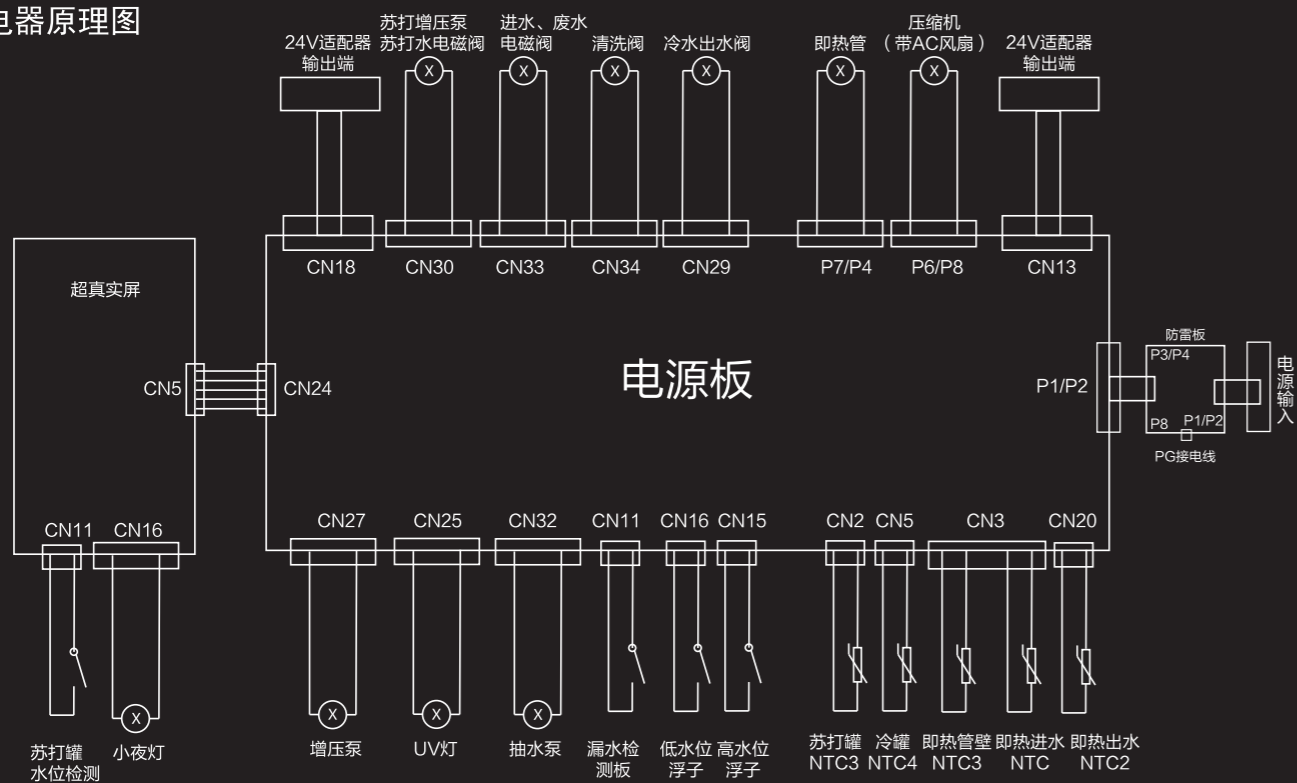 电器原理图
24V适配器
输出端
苏打增压泵
苏打水电磁阀
进水、废水
电磁阀
清洗阀
冷水出水阀
即热管
压缩机
（带AC风扇）
24V适配器
输出端
CN18
CN30
CN33
CN34
CN29
P7/P4
P6/P8
CN13
超真实屏
CN5
CN24
电源板
P1/P2
防雷板
P3/P4
P8
P1/P2
PG接电线
电源输入
CN11
CN16
CN27
CN25
CN32
CN11
CN16
CN15
CN2
CN5
CN3
CN20
苏打罐
水位检测
小夜灯
增压泵
UV灯
抽水泵
漏水检
测板
低水位
浮子
高水位
浮子
苏打罐
NTC3
冷罐
NTC4
即热管壁
NTC3
即热进水
NTC
即热出水
NTC2